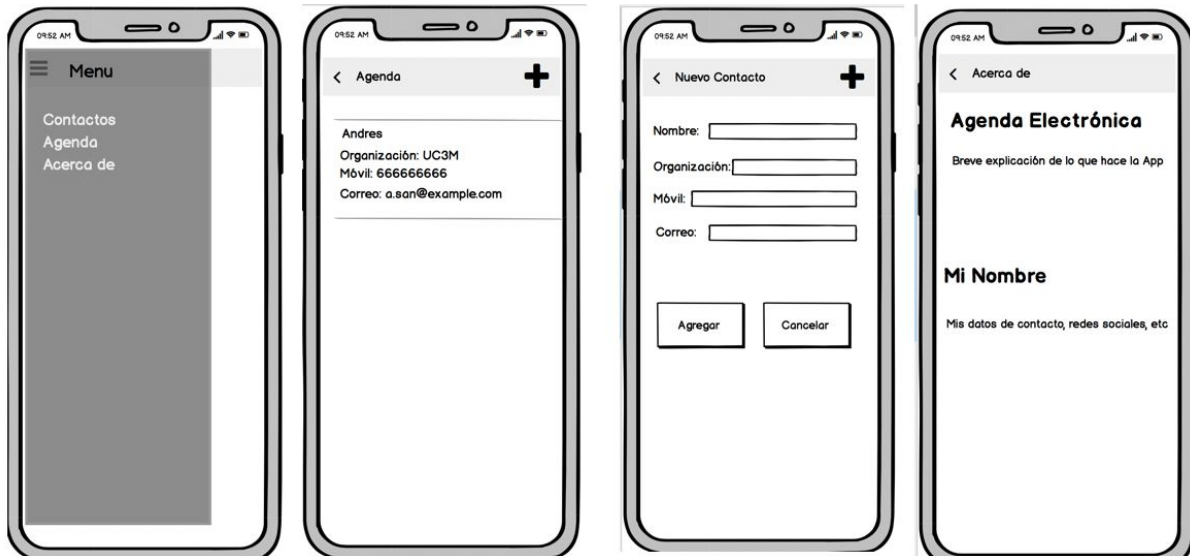 09:52 AM
Menu
Contactos
Agenda
Acerca de
09:52 AM
Agenda
Andres
Organización: UC3M
Móvil: 666666666
Correo: a.san@example.com
09:52 AM
Nuevo Contacto
Nombre:
Organización:
Móvil:
Correo:
Agregar
Cancelar
09:52 AM
Acerca de
Agenda Electrónica
Breve explicación de lo que hace la App
Mi Nombre
Mis datos de contacto, redes sociales, etc